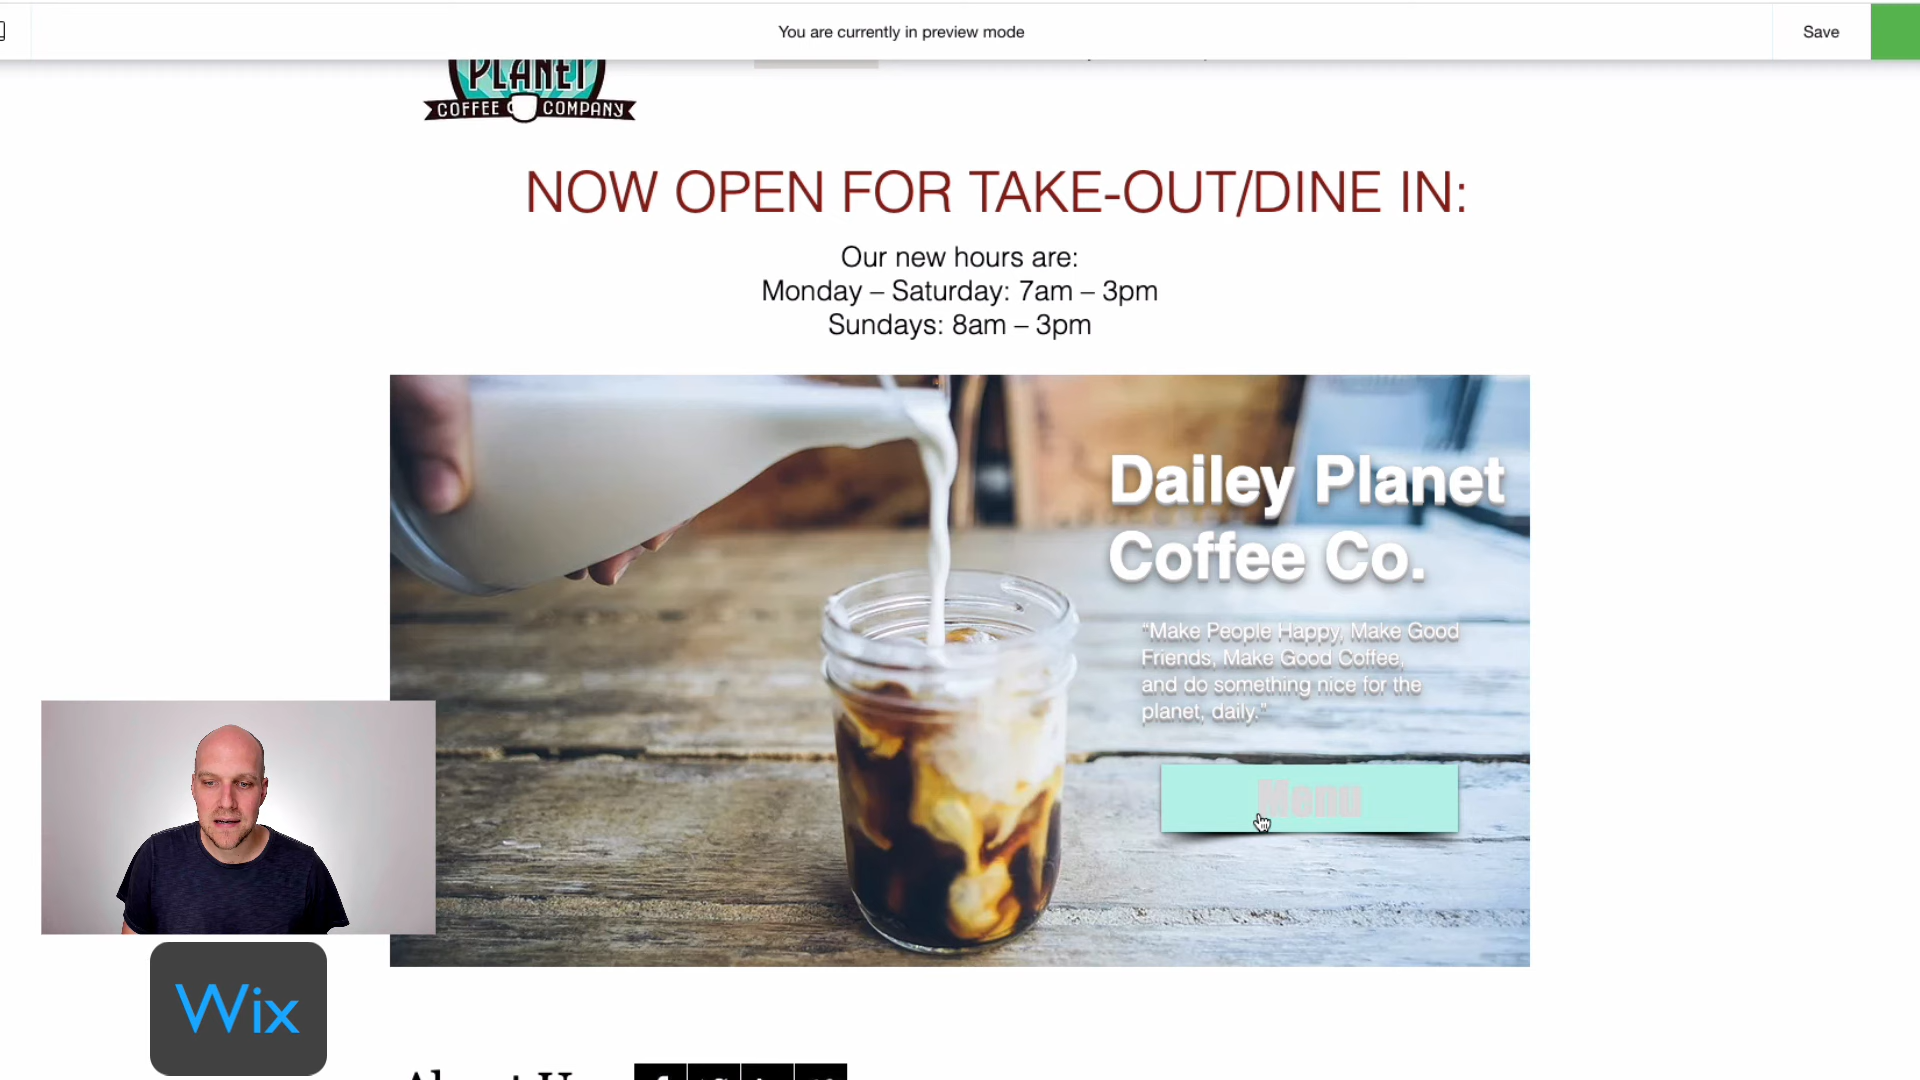 You are currently in preview mode
Save
PLANET
COFFEE COMPANY
NOW OPEN FOR TAKE-OUT/DINE IN:
Our new hours are:
Monday – Saturday: 7am – 3pm
Sundays: 8am – 3pm
Dailey Planet
Coffee Co.
“Make People Happy, Make Good
Friends, Make Good Coffee,
and do something nice for the
planet, daily.”
Menu
Wix